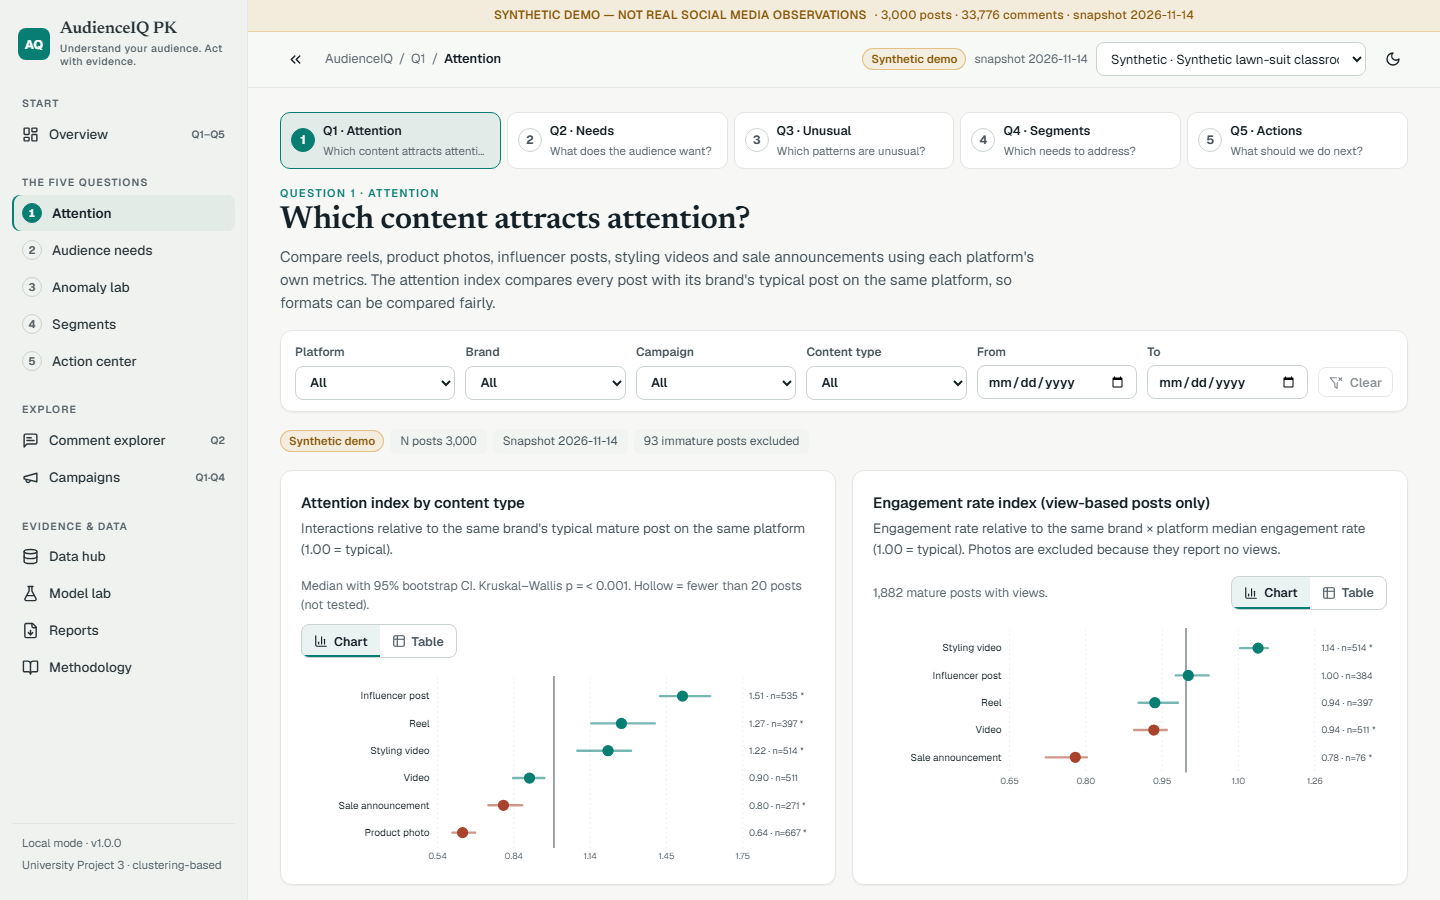 SYNTHETIC DEMO — NOT REAL SOCIAL MEDIA OBSERVATIONS · 3,000 posts · 33,776 comments · snapshot 2026-11-14
AQ
AudienceIQ PK
Understand your audience. Act
with evidence.
START
Overview Q1–Q5
THE FIVE QUESTIONS
1 Attention
2 Audience needs
3 Anomaly lab
4 Segments
5 Action center
EXPLORE
Comment explorer Q2
Campaigns Q1·Q4
EVIDENCE & DATA
Data hub
Model lab
Reports
Methodology
Local mode · v1.0.0
University Project 3 · clustering-based
AudienceIQ / Q1 / Attention
Synthetic demo snapshot 2026-11-14 Synthetic · Synthetic lawn-suit classroo
1 Q1 · Attention
Which content attracts attenti...
2 Q2 · Needs
What does the audience want?
3 Q3 · Unusual
Which patterns are unusual?
4 Q4 · Segments
Which needs to address?
5 Q5 · Actions
What should we do next?
QUESTION 1 · ATTENTION
Which content attracts attention?
Compare reels, product photos, influencer posts, styling videos and sale announcements using each platform's
own metrics. The attention index compares every post with its brand's typical post on the same platform, so
formats can be compared fairly.
Platform Brand Campaign Content type From To
All All All All mm/dd/yyyy mm/dd/yyyy Clear
Synthetic demo N posts 3,000 Snapshot 2026-11-14 93 immature posts excluded
Attention index by content type
Interactions relative to the same brand's typical mature post on the same platform
(1.00 = typical).
Median with 95% bootstrap CI. Kruskal–Wallis p = < 0.001. Hollow = fewer than 20 posts
(not tested).
Chart Table
Influencer post 1.51 · n=535 *
Reel 1.27 · n=397 *
Styling video 1.22 · n=514 *
Video 0.90 · n=511
Sale announcement 0.80 · n=271 *
Product photo 0.64 · n=667 *
0.54 0.84 1.14 1.45 1.75
Engagement rate index (view-based posts only)
Engagement rate relative to the same brand × platform median engagement rate
(1.00 = typical). Photos are excluded because they report no views.
1,882 mature posts with views.
Chart Table
Styling video 1.14 · n=514 *
Influencer post 1.00 · n=384
Reel 0.94 · n=397
Video 0.94 · n=511 *
Sale announcement 0.78 · n=76 *
0.65 0.80 0.95 1.10 1.26